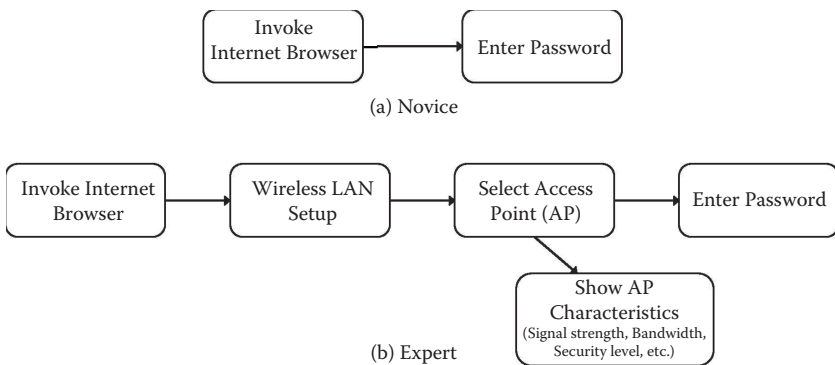 Invoke
Internet Browser
Enter Password
(a) Novice
Invoke Internet
Browser
Wireless LAN
Setup
Select Access
Point (AP)
Enter Password
Show AP
Characteristics
(Signal strength, Bandwidth,
Security level, etc.)
(b) Expert